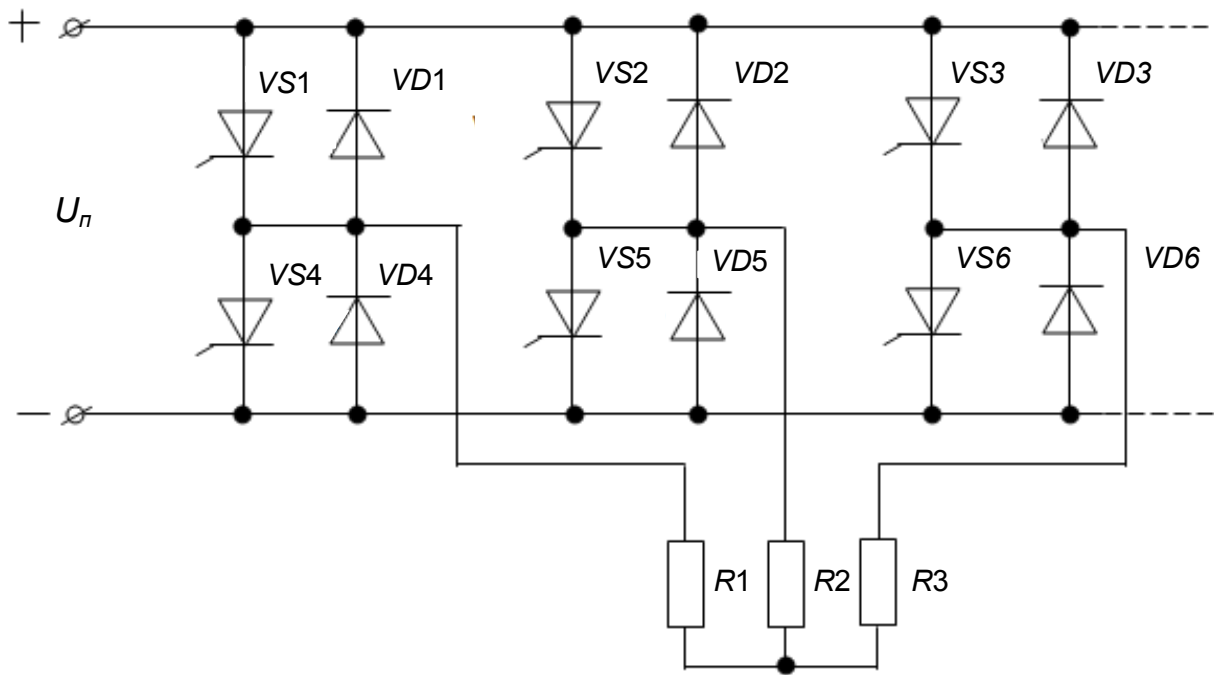 +
VS1 VD1 VS2 VD2 VS3 VD3
Uп
VS4 VD4 VS5 VD5 VS6 VD6
—
R1 R2 R3